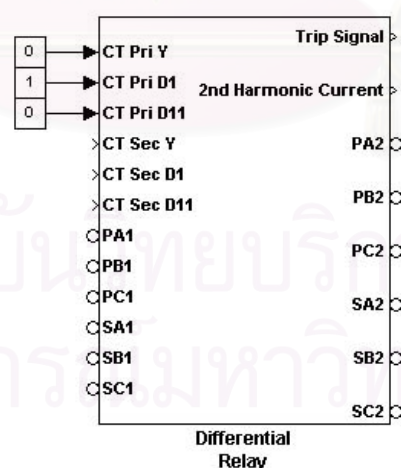 0
1
0
CT Pri Y
CT Pri D1
CT Pri D11
CT Sec Y
CT Sec D1
CT Sec D11
PA1
PB1
PC1
SA1
SB1
SC1
Trip Signal
2nd Harmonic Current
PA2
PB2
PC2
SA2
SB2
SC2
Differential
Relay